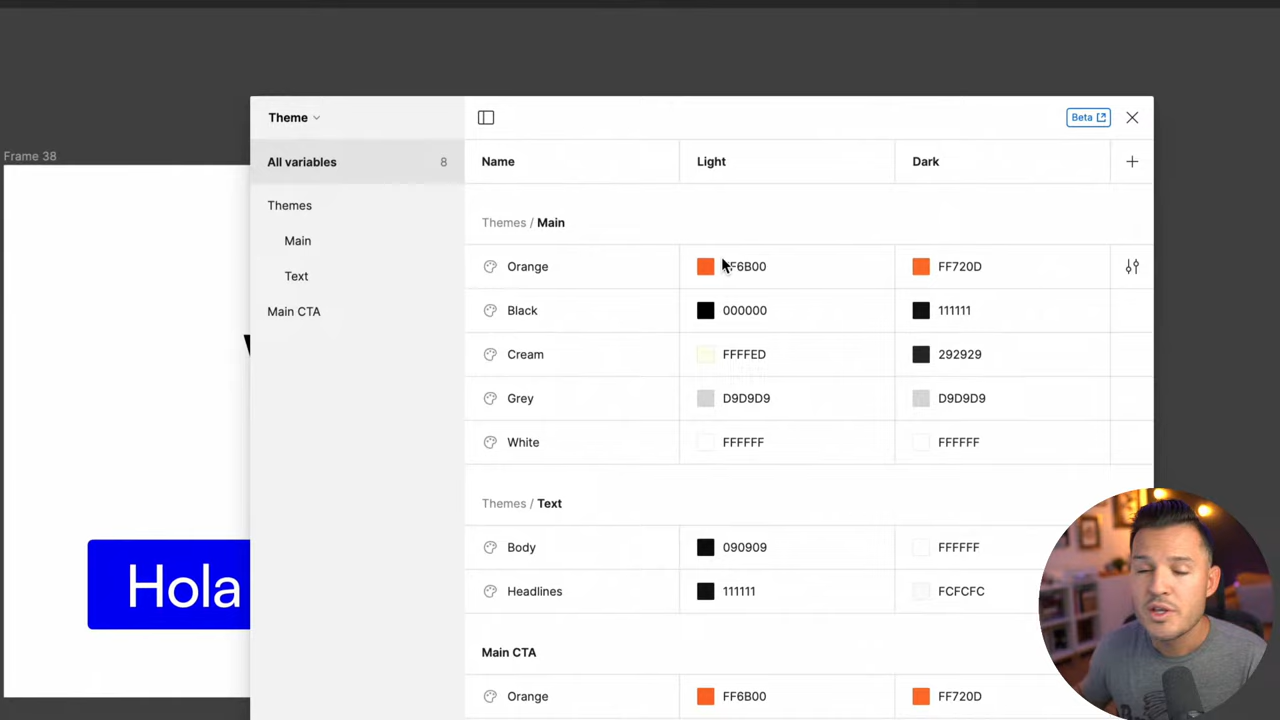 Theme
Beta
Frame 38
All variables 8
Name Light Dark
Themes
Themes / Main
Main
Orange FF6B00 FF720D
Text
Black 000000 111111
Main CTA
Cream FFFFED 292929
Grey D9D9D9 D9D9D9
White FFFFFF FFFFFF
Themes / Text
Body 090909 FFFFFF
Hola
Headlines 111111 FCFCFC
Main CTA
Orange FF6B00 FF720D